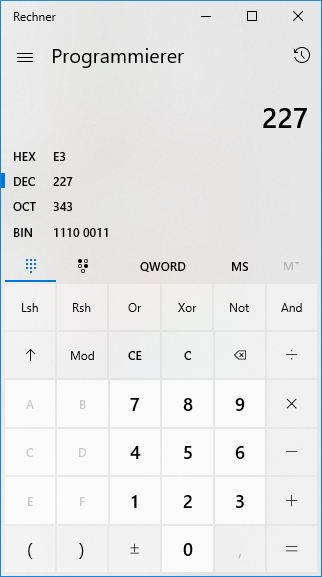 Rechner
Programmierer
227
HEX E3
DEC 227
OCT 343
BIN 1110 0011
QWORD MS M˅
Lsh Rsh Or Xor Not And
↑ Mod CE C ⌫ ÷
A B 7 8 9 ×
C D 4 5 6 −
E F 1 2 3 +
( ) ± 0 , =